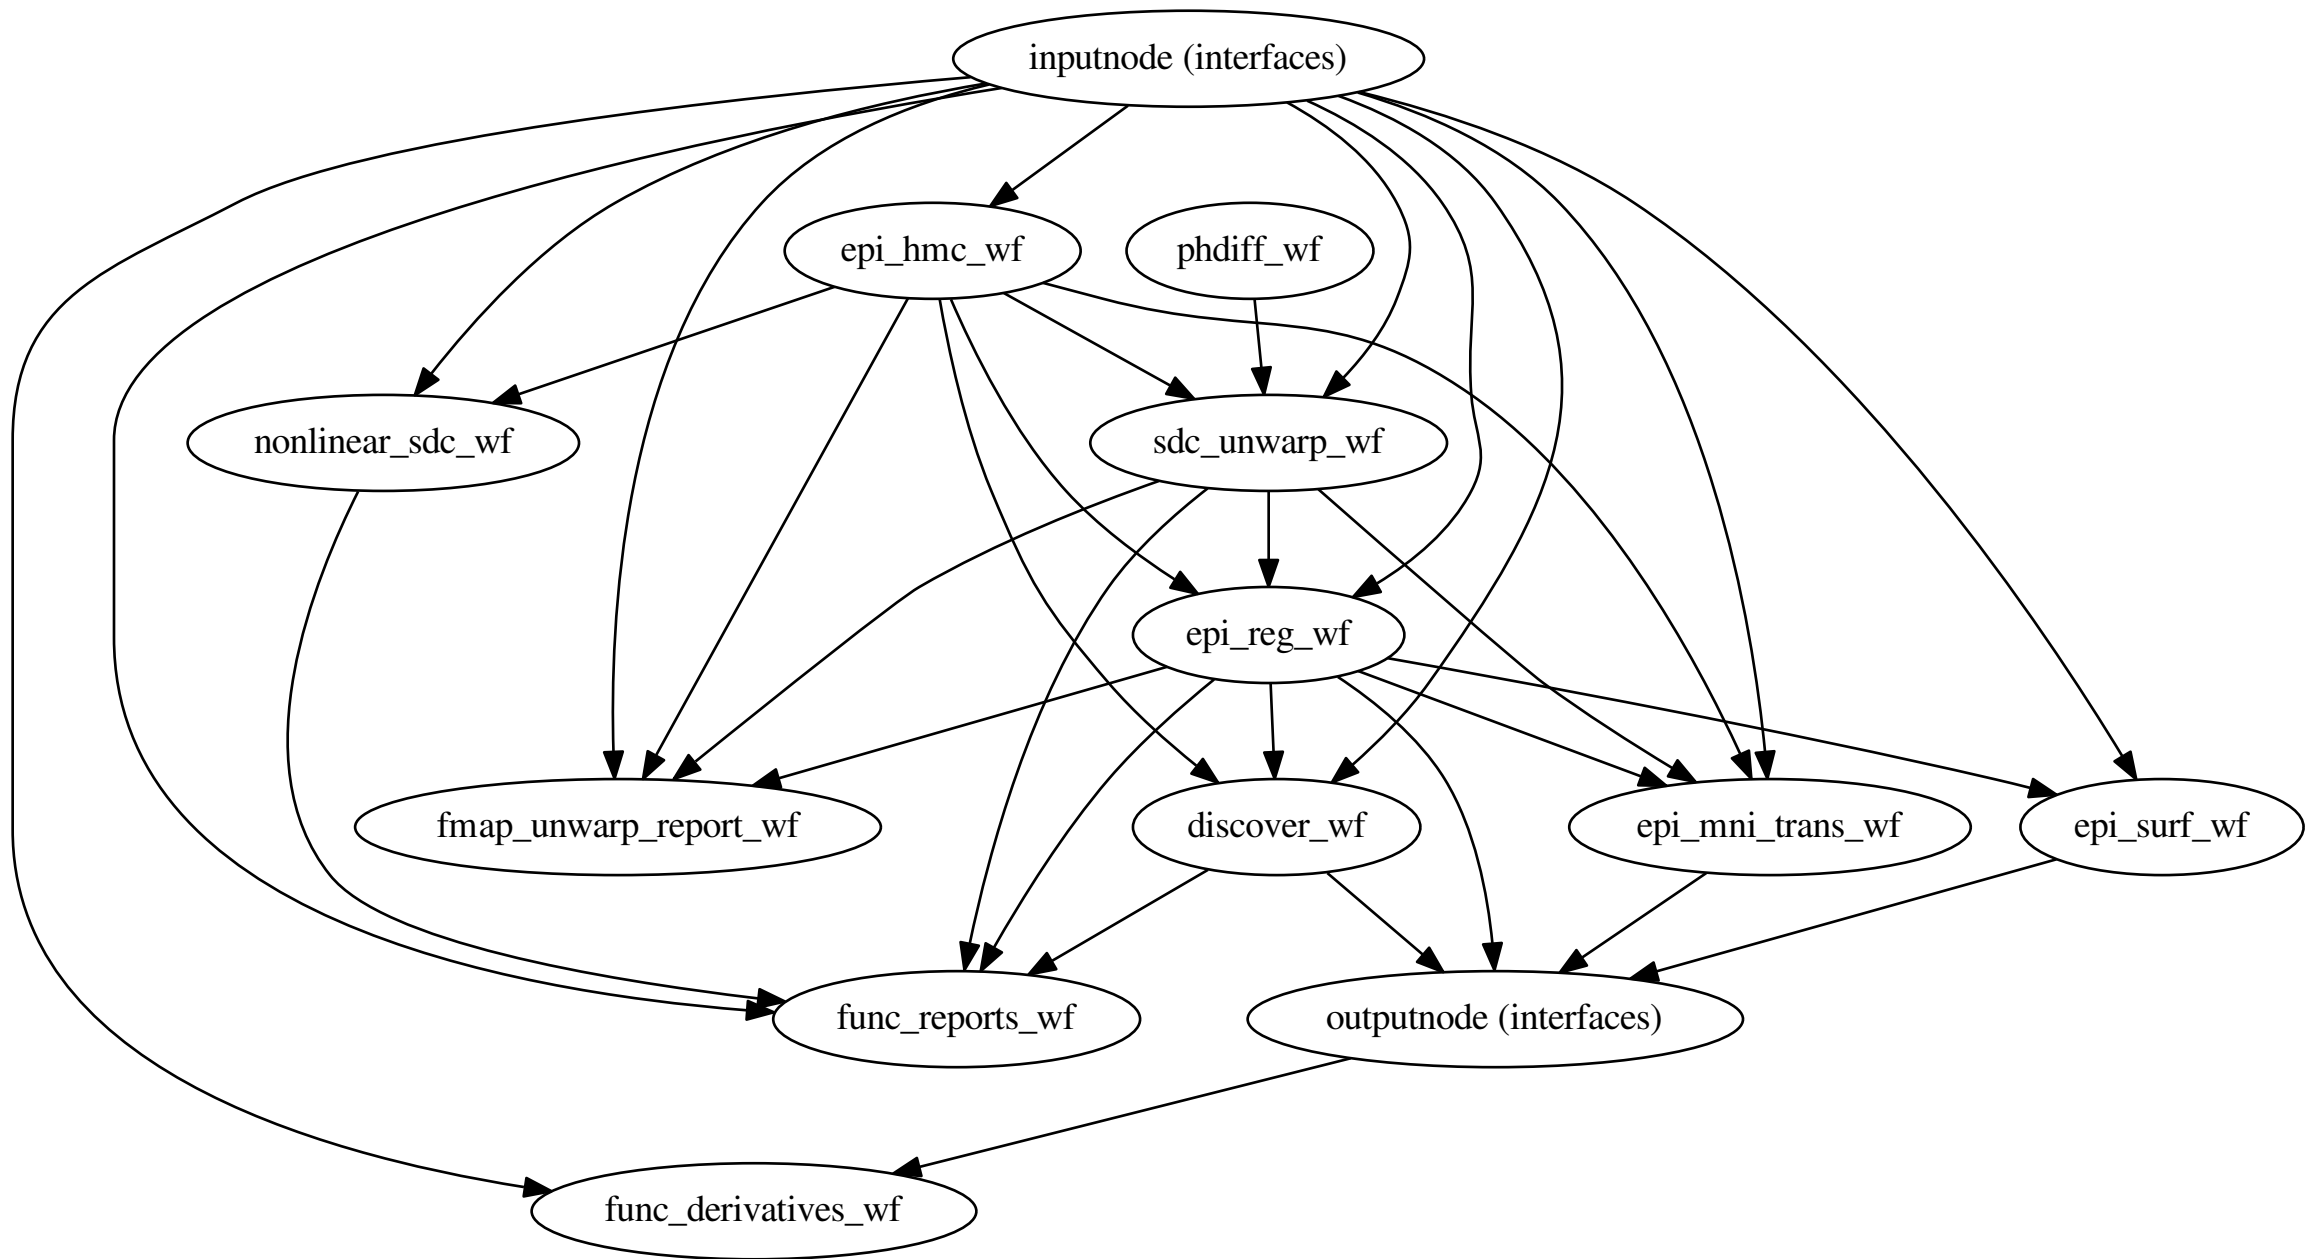 inputnode (interfaces)
epi_hmc_wf
phdiff_wf
nonlinear_sdc_wf
sdc_unwarp_wf
epi_reg_wf
fmap_unwarp_report_wf
discover_wf
epi_mni_trans_wf
epi_surf_wf
func_reports_wf
outputnode (interfaces)
func_derivatives_wf